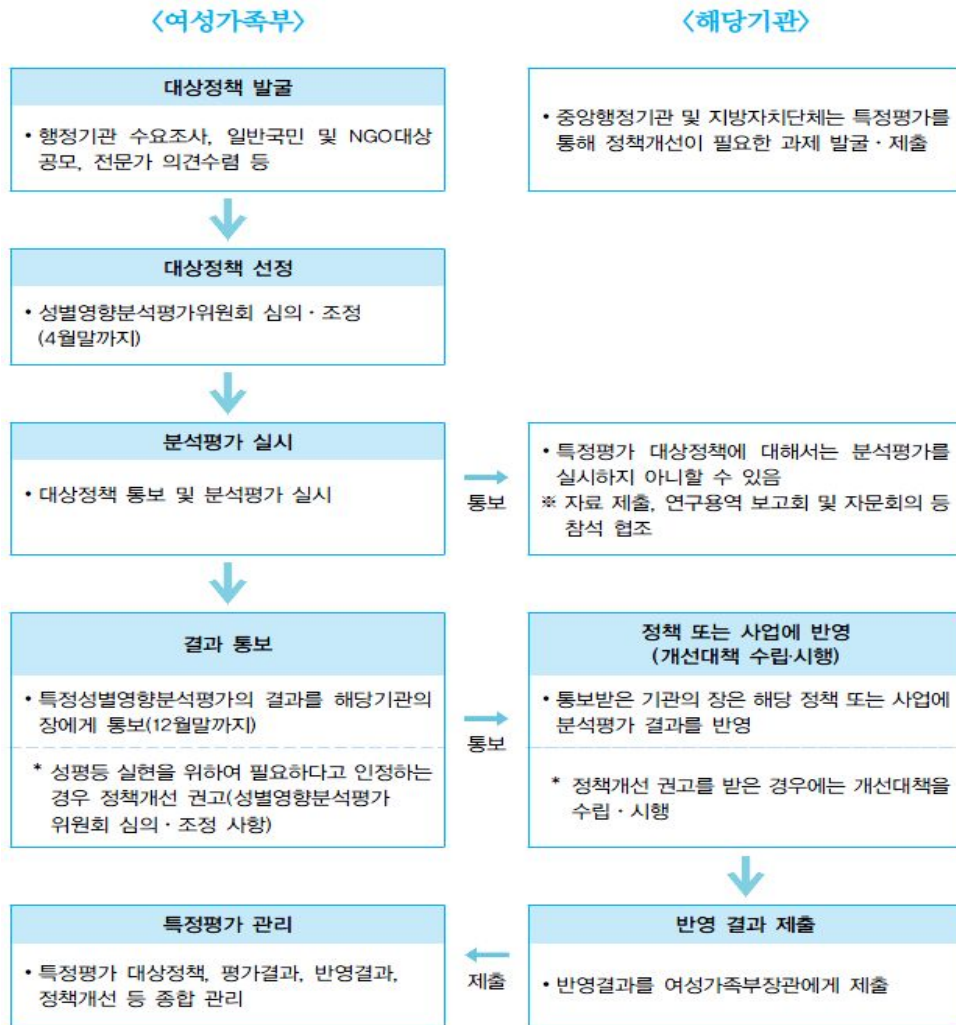 〈여성가족부〉
〈해당기관〉
대상정책 발굴
• 행정기관 수요조사, 일반국민 및 NGO대상
공모, 전문가 의견수렴 등
• 중앙행정기관 및 지방자치단체는 특정평가를
통해 정책개선이 필요한 과제 발굴 · 제출
대상정책 선정
• 성별영향분석평가위원회 심의 · 조정
(4월말까지)
분석평가 실시
• 대상정책 통보 및 분석평가 실시
통보
• 특정평가 대상정책에 대해서는 분석평가를
실시하지 아니할 수 있음
※ 자료 제출, 연구용역 보고회 및 자문회의 등
참석 협조
결과 통보
• 특정성별영향분석평가의 결과를 해당기관의
장에게 통보(12월말까지)
* 성평등 실현을 위하여 필요하다고 인정하는
경우 정책개선 권고(성별영향분석평가
위원회 심의 · 조정 사항)
통보
정책 또는 사업에 반영
(개선대책 수립·시행)
• 통보받은 기관의 장은 해당 정책 또는 사업에
분석평가 결과를 반영
* 정책개선 권고를 받은 경우에는 개선대책을
수립 · 시행
특정평가 관리
• 특정평가 대상정책, 평가결과, 반영결과,
정책개선 등 종합 관리
제출
반영 결과 제출
• 반영결과를 여성가족부장관에게 제출